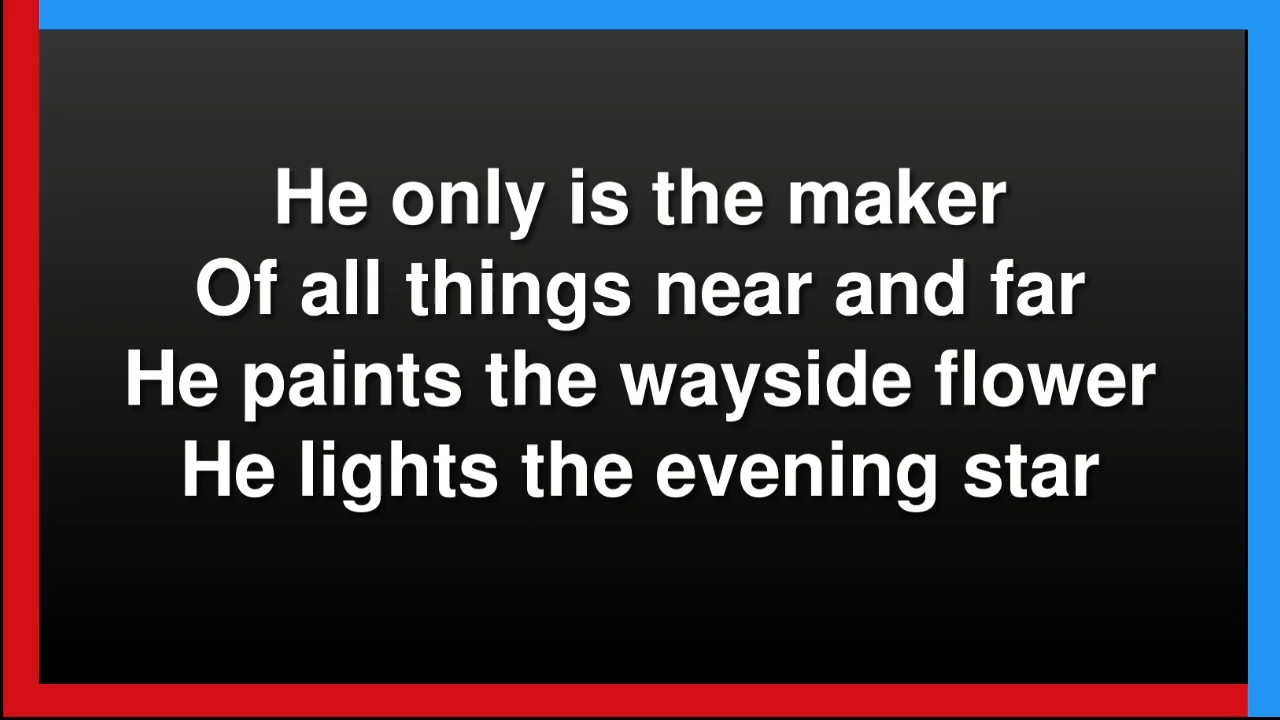 He only is the maker
Of all things near and far
He paints the wayside flower
He lights the evening star